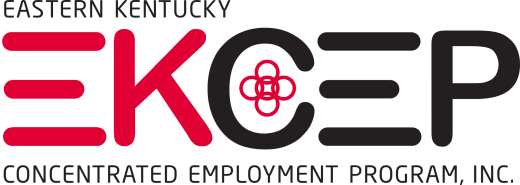 EASTERN KENTUCKY
EKCEP
CONCENTRATED EMPLOYMENT PROGRAM, INC.